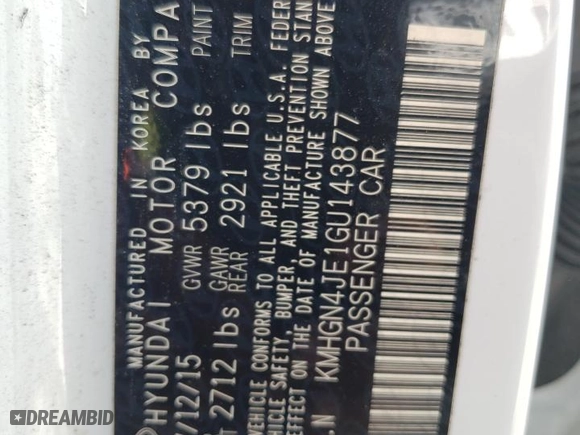 MANUFACTURED IN KOREA BY
HYUNDAI MOTOR COMPA
/12/15 GVWR 5379 lbs PAINT
2712 lbs GAWR REAR 2921 lbs TRIM
VEHICLE CONFORMS TO ALL APPLICABLE U.S.A. FEDER
VEHICLE SAFETY, BUMPER, AND THEFT PREVENTION STAN
EFFECT ON THE DATE OF MANUFACTURE SHOWN ABOVE
KMHGN4JE1GU143877
PASSENGER CAR
DREAMBID